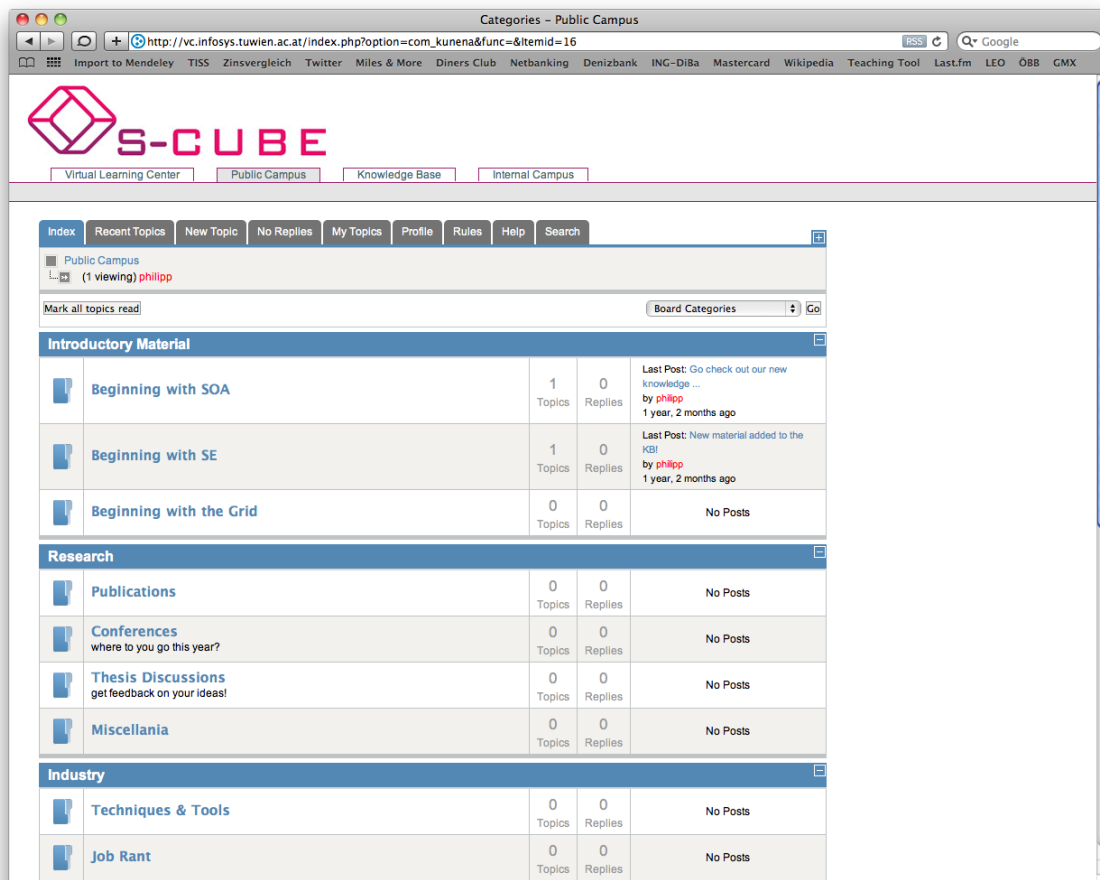 Categories – Public Campus
http://vc.infosys.tuwien.ac.at/index.php?option=com_kunena&func=&Itemid=16
RSS
Google
Import to Mendeley TISS Zinsvergleich Twitter Miles & More Diners Club Netbanking Denizbank ING-DiBa Mastercard Wikipedia Teaching Tool Last.fm LEO ÖBB GMX
S-CUBE
Virtual Learning Center Public Campus Knowledge Base Internal Campus
Index Recent Topics New Topic No Replies My Topics Profile Rules Help Search
Public Campus
(1 viewing) philipp
Mark all topics read
Board Categories Go
Introductory Material
Beginning with SOA
1 Topics
0 Replies
Last Post: Go check out our new
knowledge ...
by philipp
1 year, 2 months ago
Beginning with SE
1 Topics
0 Replies
Last Post: New material added to the
KB!
by philipp
1 year, 2 months ago
Beginning with the Grid
0 Topics
0 Replies
No Posts
Research
Publications
0 Topics
0 Replies
No Posts
Conferences
where to you go this year?
0 Topics
0 Replies
No Posts
Thesis Discussions
get feedback on your ideas!
0 Topics
0 Replies
No Posts
Miscellania
0 Topics
0 Replies
No Posts
Industry
Techniques & Tools
0 Topics
0 Replies
No Posts
Job Rant
0 Topics
0 Replies
No Posts